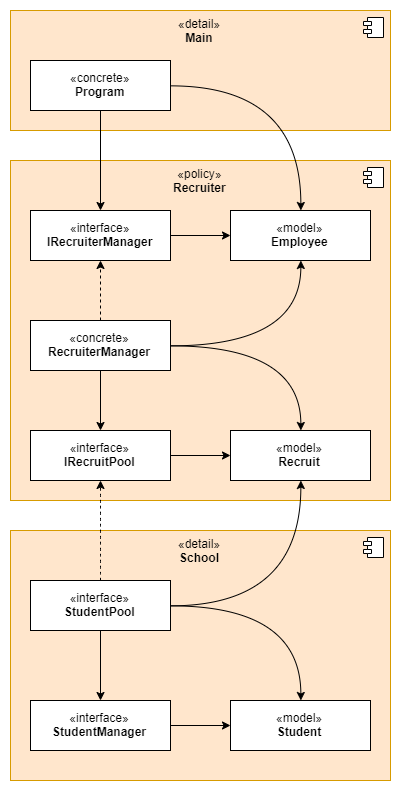 «detail»
Main
«concrete»
Program
«policy»
Recruiter
«interface»
IRecruiterManager
«model»
Employee
«concrete»
RecruiterManager
«interface»
IRecruitPool
«model»
Recruit
«detail»
School
«interface»
StudentPool
«interface»
StudentManager
«model»
Student